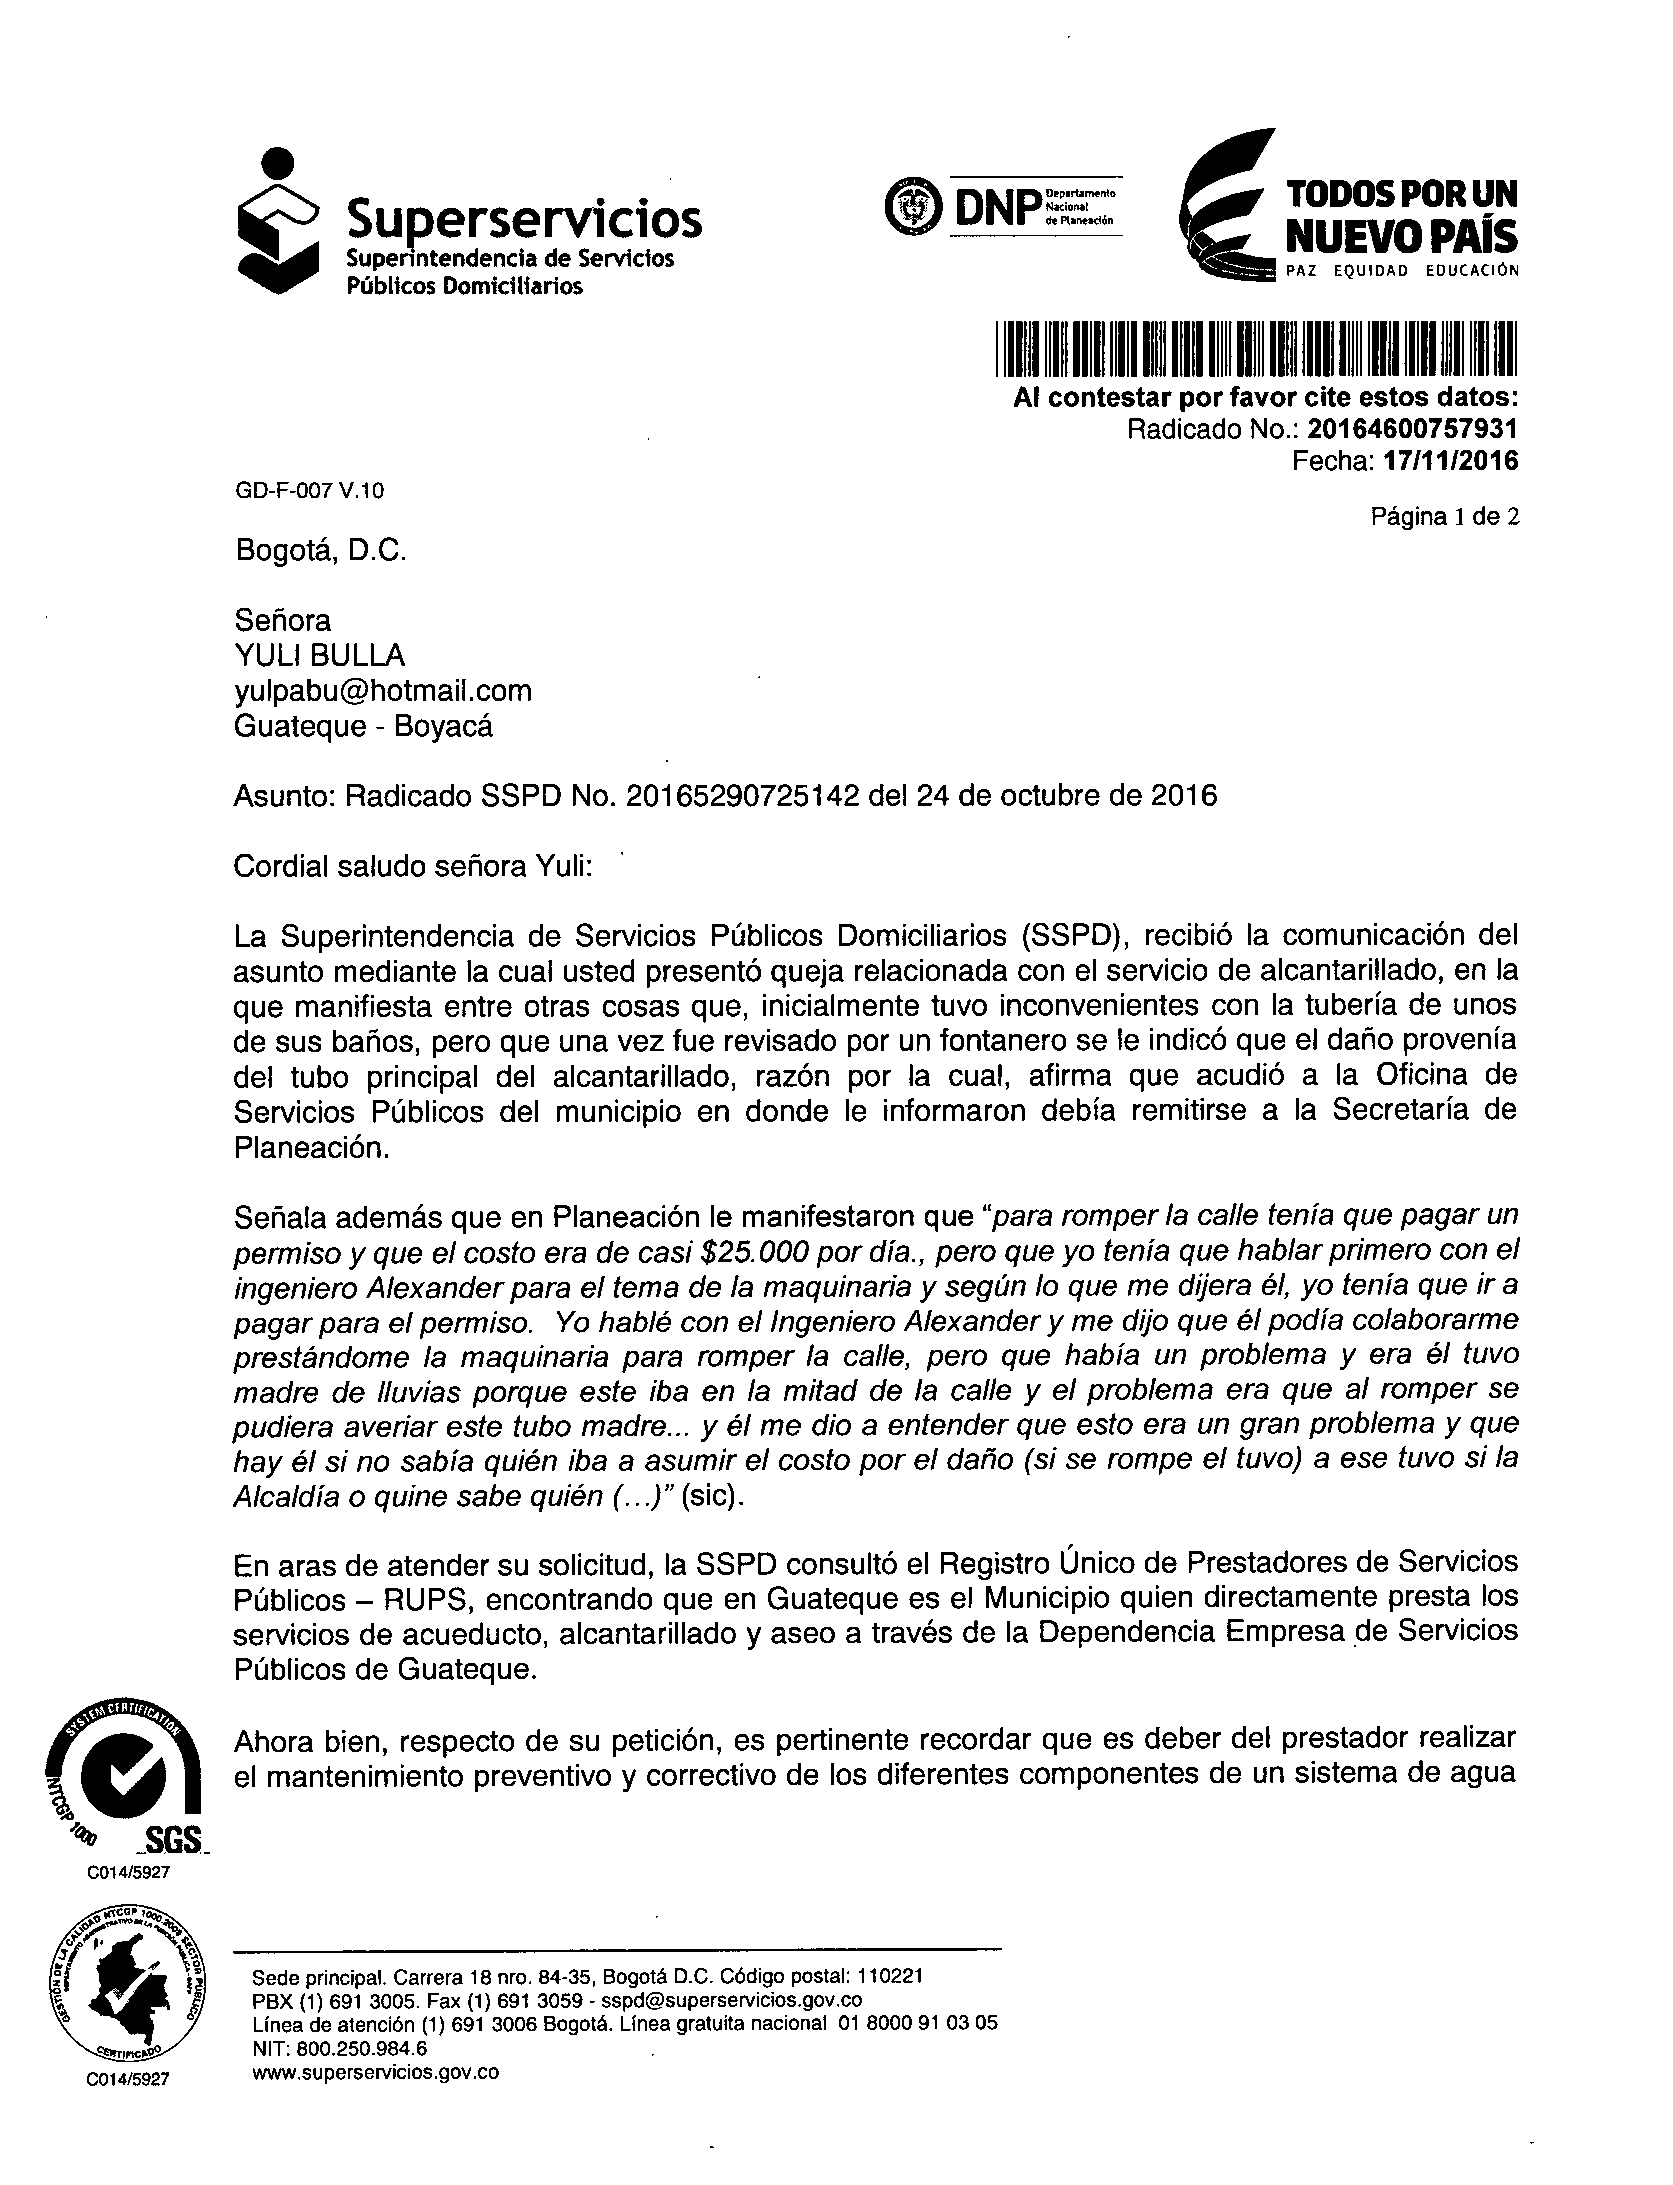 Superservicios
Superintendencia de Servicios
Públicos Domiciliarios
DNP Departamento
Nacional
de Planeación
TODOS POR UN
NUEVO PAÍS
PAZ EQUIDAD EDUCACIÓN
Al contestar por favor cite estos datos:
Radicado No.: 20164600757931
Fecha: 17/11/2016
GD-F-007 V.10
Página 1 de 2
Bogotá, D.C.
Señora
YULI BULLA
yulpabu@hotmail.com
Guateque - Boyacá
Asunto: Radicado SSPD No. 20165290725142 del 24 de octubre de 2016
Cordial saludo señora Yuli:
La Superintendencia de Servicios Públicos Domiciliarios (SSPD), recibió la comunicación del
asunto mediante la cual usted presentó queja relacionada con el servicio de alcantarillado, en la
que manifiesta entre otras cosas que, inicialmente tuvo inconvenientes con la tubería de unos
de sus baños, pero que una vez fue revisado por un fontanero se le indicó que el daño provenía
del tubo principal del alcantarillado, razón por la cual, afirma que acudió a la Oficina de
Servicios Públicos del municipio en donde le informaron debía remitirse a la Secretaría de
Planeación.
Señala además que en Planeación le manifestaron que “para romper la calle tenía que pagar un
permiso y que el costo era de casi $25.000 por día., pero que yo tenía que hablar primero con el
ingeniero Alexander para el tema de la maquinaria y según lo que me dijera él, yo tenía que ir a
pagar para el permiso. Yo hablé con el Ingeniero Alexander y me dijo que él podía colaborarme
prestándome la maquinaria para romper la calle, pero que había un problema y era él tuvo
madre de lluvias porque este iba en la mitad de la calle y el problema era que al romper se
pudiera averiar este tubo madre... y él me dio a entender que esto era un gran problema y que
hay él si no sabía quién iba a asumir el costo por el daño (si se rompe el tuvo) a ese tuvo si la
Alcaldía o quine sabe quién (...)” (sic).
En aras de atender su solicitud, la SSPD consultó el Registro Único de Prestadores de Servicios
Públicos – RUPS, encontrando que en Guateque es el Municipio quien directamente presta los
servicios de acueducto, alcantarillado y aseo a través de la Dependencia Empresa de Servicios
Públicos de Guateque.
Ahora bien, respecto de su petición, es pertinente recordar que es deber del prestador realizar
el mantenimiento preventivo y correctivo de los diferentes componentes de un sistema de agua
SYSTEM CERTIFICATION
NTCGP 1000
SGS
C014/5927
GESTIÓN DE LA CALIDAD NTCGP 1000:2009 SECTOR PÚBLICO
CERTIFICADO
C014/5927
Sede principal. Carrera 18 nro. 84-35, Bogotá D.C. Código postal: 110221
PBX (1) 691 3005. Fax (1) 691 3059 - sspd@superservicios.gov.co
Línea de atención (1) 691 3006 Bogotá. Línea gratuita nacional 01 8000 91 03 05
NIT: 800.250.984.6
www.superservicios.gov.co